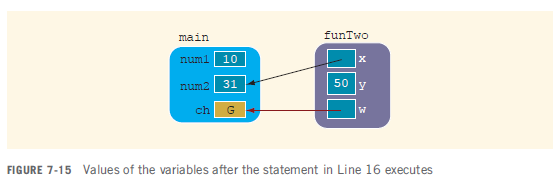 main
funTwo
num1 10
x
num2 31
50 y
ch G
w
FIGURE 7-15 Values of the variables after the statement in Line 16 executes